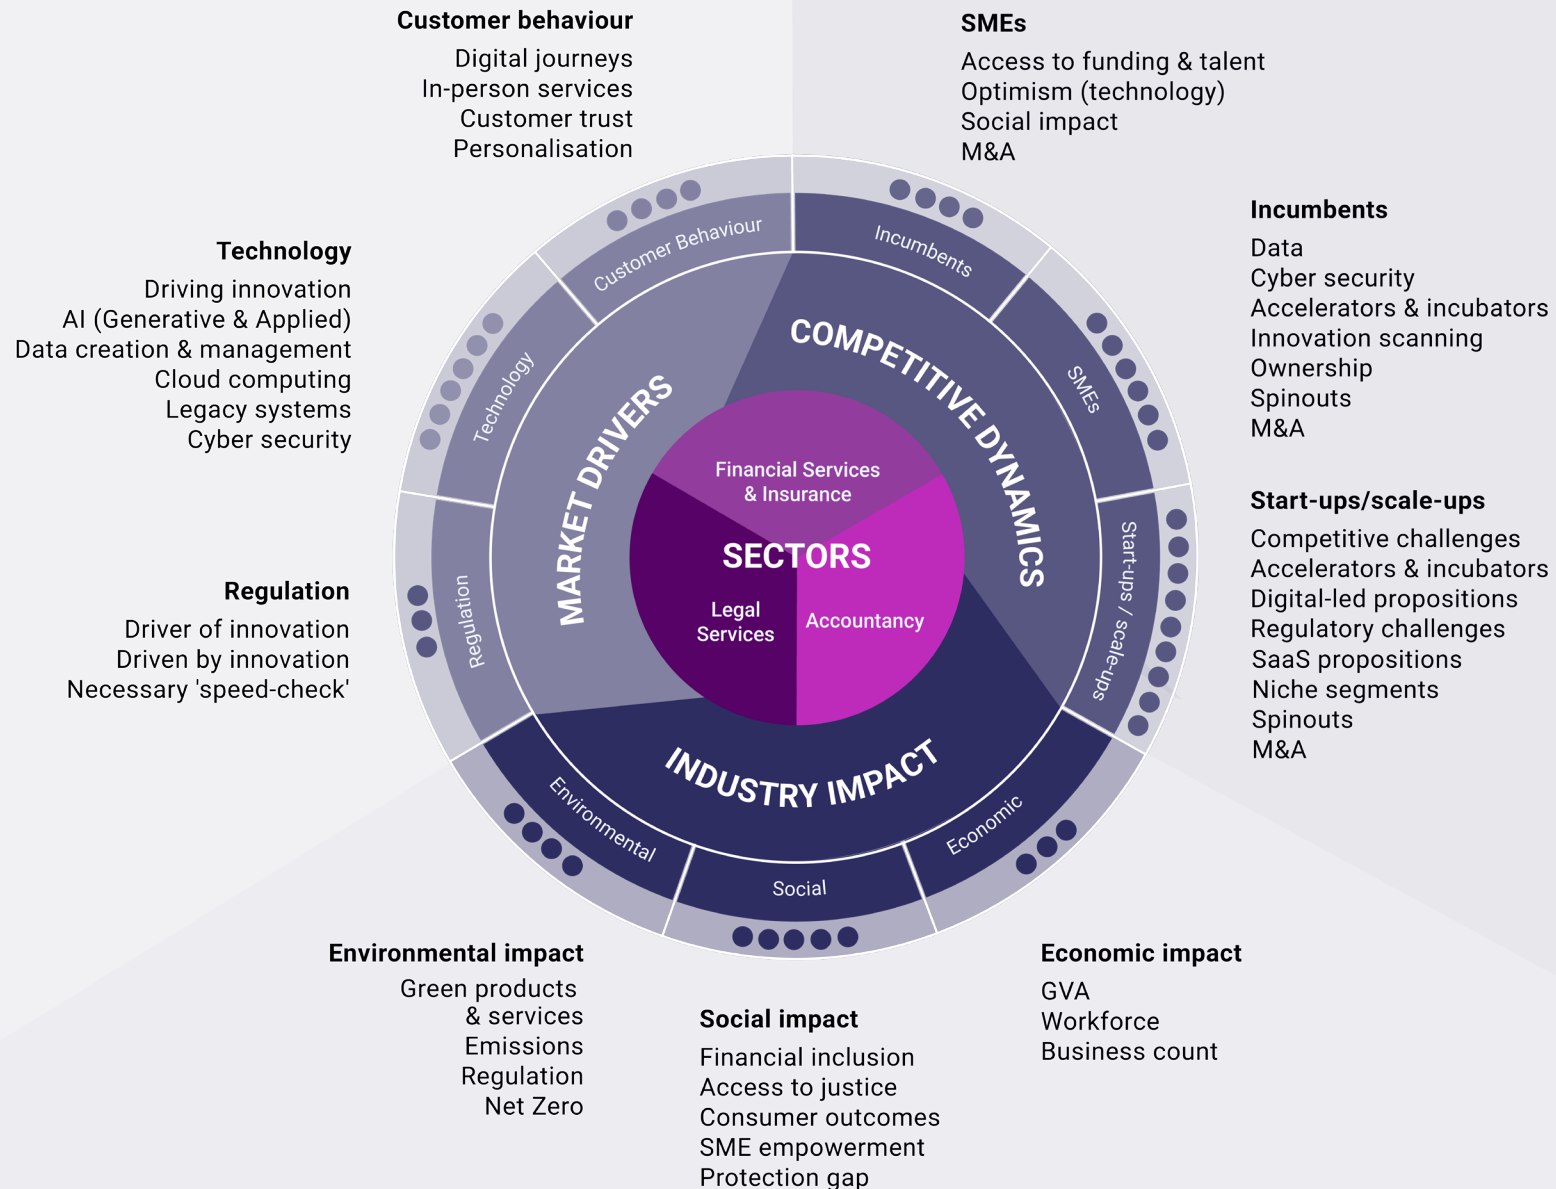 Customer behaviour
Digital journeys
In-person services
Customer trust
Personalisation
SMEs
Access to funding & talent
Optimism (technology)
Social impact
M&A
Technology
Driving innovation
AI (Generative & Applied)
Data creation & management
Cloud computing
Legacy systems
Cyber security
Incumbents
Data
Cyber security
Accelerators & incubators
Innovation scanning
Ownership
Spinouts
M&A
Regulation
Driver of innovation
Driven by innovation
Necessary 'speed-check'
Start-ups/scale-ups
Competitive challenges
Accelerators & incubators
Digital-led propositions
Regulatory challenges
SaaS propositions
Niche segments
Spinouts
M&A
Customer Behaviour
Incumbents
Technology
SMEs
Regulation
Start-ups / scale-ups
Environmental
Social
Economic
MARKET DRIVERS
COMPETITIVE DYNAMICS
INDUSTRY IMPACT
Financial Services
& Insurance
SECTORS
Legal
Services
Accountancy
Environmental impact
Green products
& services
Emissions
Regulation
Net Zero
Social impact
Financial inclusion
Access to justice
Consumer outcomes
SME empowerment
Protection gap
Economic impact
GVA
Workforce
Business count